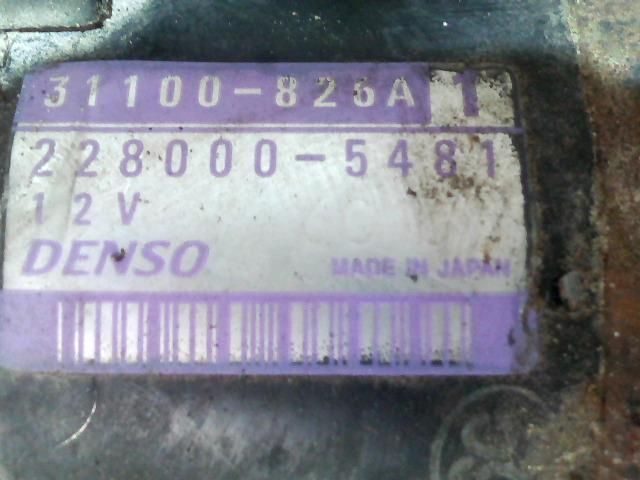 31100-826A 1
228000-5481
12V
DENSO MADE IN JAPAN